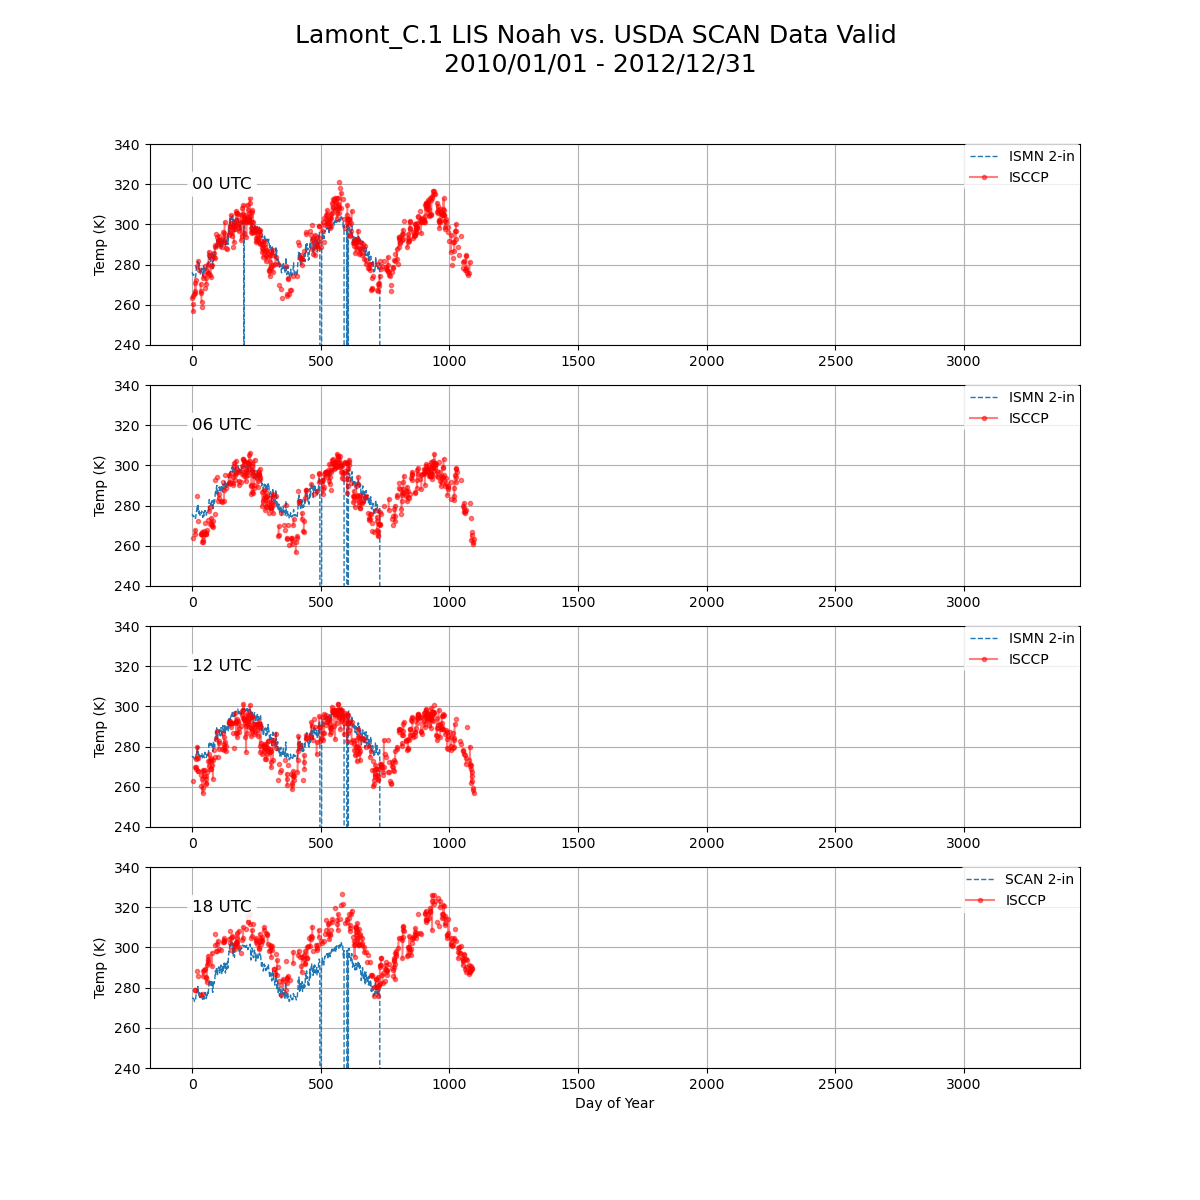 Lamont_C.1 LIS Noah vs. USDA SCAN Data Valid
2010/01/01 - 2012/12/31
340
320
300
280
260
240
Temp (K)
00 UTC
ISMN 2-in
ISCCP
0 500 1000 1500 2000 2500 3000
340
320
300
280
260
240
Temp (K)
06 UTC
ISMN 2-in
ISCCP
0 500 1000 1500 2000 2500 3000
340
320
300
280
260
240
Temp (K)
12 UTC
ISMN 2-in
ISCCP
0 500 1000 1500 2000 2500 3000
340
320
300
280
260
240
Temp (K)
18 UTC
SCAN 2-in
ISCCP
0 500 1000 1500 2000 2500 3000
Day of Year